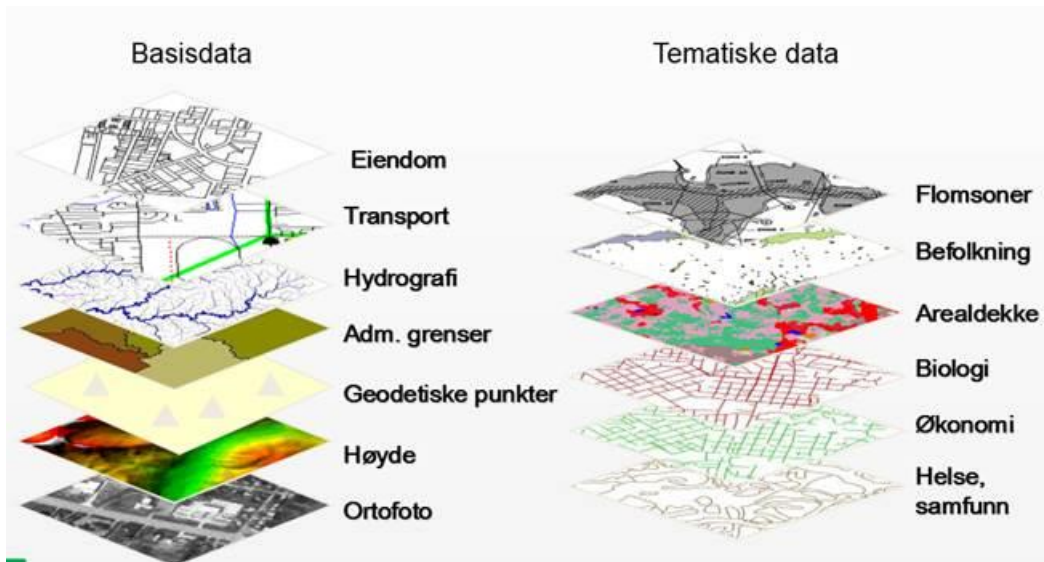 Basisdata
Eiendom
Transport
Hydrografi
Adm. grenser
Geodetiske punkter
Høyde
Ortofoto
Tematiske data
Flomsoner
Befolkning
Arealdekke
Biologi
Økonomi
Helse,
samfunn